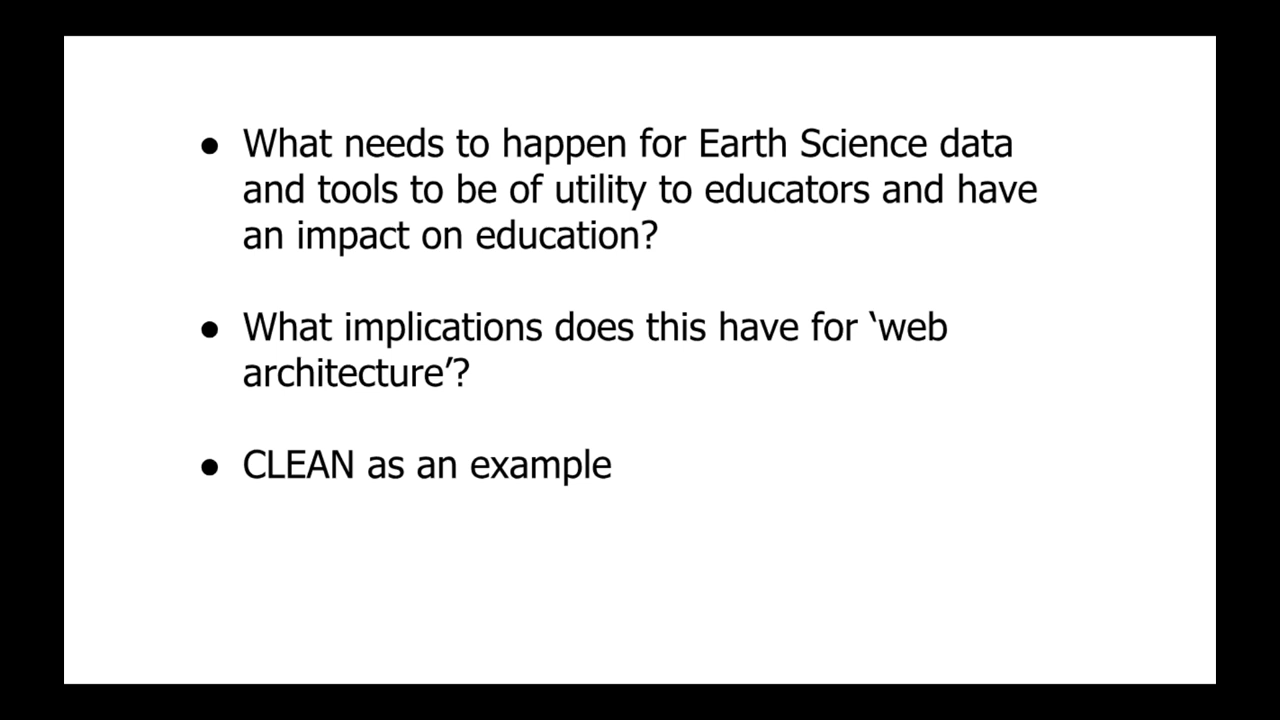 ● What needs to happen for Earth Science data
and tools to be of utility to educators and have
an impact on education?
● What implications does this have for ‘web
architecture’?
● CLEAN as an example